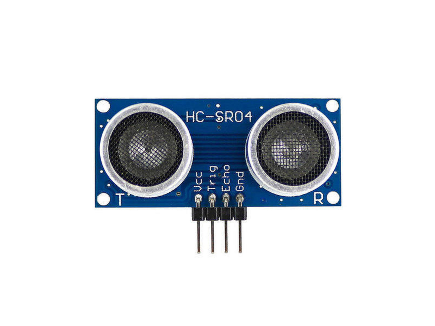 HC-SR04
Vcc
Trig
Echo
Gnd
T
R